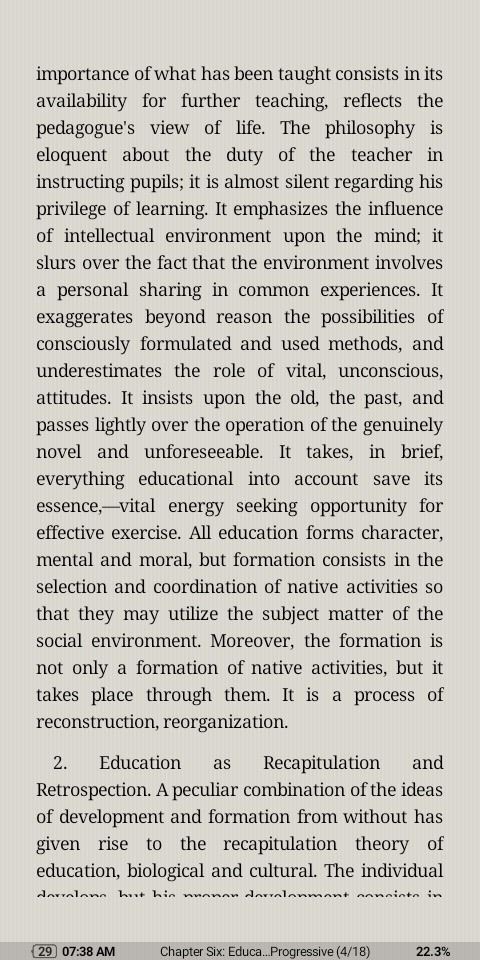 importance of what has been taught consists in its
availability for further teaching, reflects the
pedagogue's view of life. The philosophy is
eloquent about the duty of the teacher in
instructing pupils; it is almost silent regarding his
privilege of learning. It emphasizes the influence
of intellectual environment upon the mind; it
slurs over the fact that the environment involves
a personal sharing in common experiences. It
exaggerates beyond reason the possibilities of
consciously formulated and used methods, and
underestimates the role of vital, unconscious,
attitudes. It insists upon the old, the past, and
passes lightly over the operation of the genuinely
novel and unforeseeable. It takes, in brief,
everything educational into account save its
essence,—vital energy seeking opportunity for
effective exercise. All education forms character,
mental and moral, but formation consists in the
selection and coordination of native activities so
that they may utilize the subject matter of the
social environment. Moreover, the formation is
not only a formation of native activities, but it
takes place through them. It is a process of
reconstruction, reorganization.
2. Education as Recapitulation and
Retrospection. A peculiar combination of the ideas
of development and formation from without has
given rise to the recapitulation theory of
education, biological and cultural. The individual
develops, but his proper development consists in
29 07:38 AM Chapter Six: Educa...Progressive (4/18) 22.3%